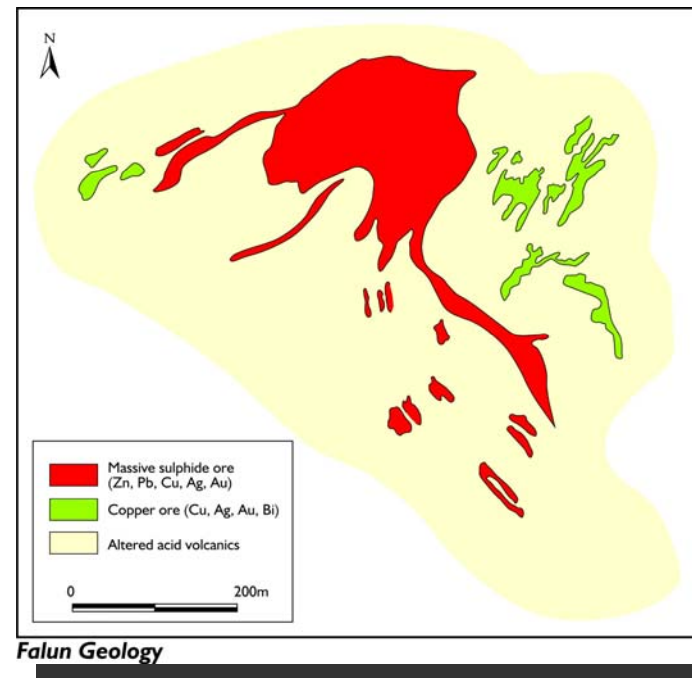 N
Massive sulphide ore
(Zn, Pb, Cu, Ag, Au)
Copper ore (Cu, Ag, Au, Bi)
Altered acid volcanics
0 200m
Falun Geology